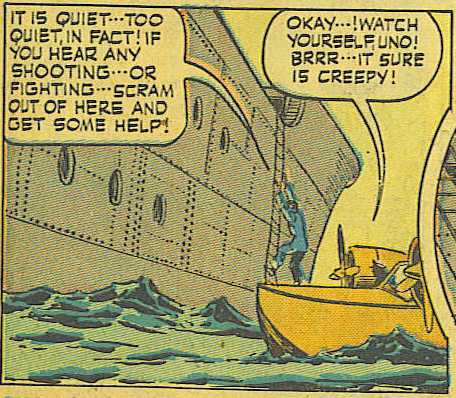 IT IS QUIET---TOO
QUIET, IN FACT! IF
YOU HEAR ANY
SHOOTING---OR
FIGHTING---SCRAM
OUT OF HERE AND
GET SOME HELP!
OKAY---! WATCH
YOURSELF, UNO!
BRRR---IT SURE
IS CREEPY!